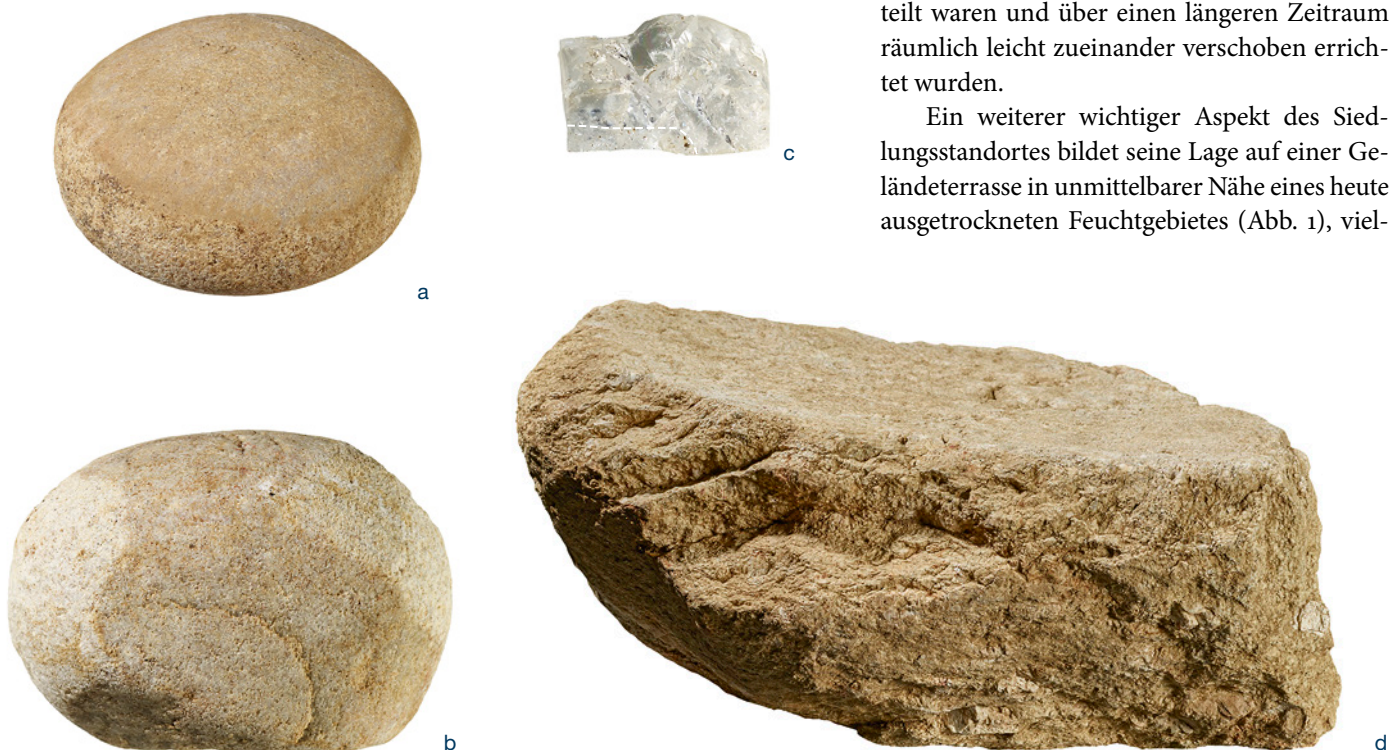 teilt waren und über einen längeren Zeitraum
räumlich leicht zueinander verschoben errich-
tet wurden.
Ein weiterer wichtiger Aspekt des Sied-
lungsstandortes bildet seine Lage auf einer Ge-
ländeterrasse in unmittelbarer Nähe eines heute
ausgetrockneten Feuchtgebietes (Abb. 1), viel-
c
a
b
d